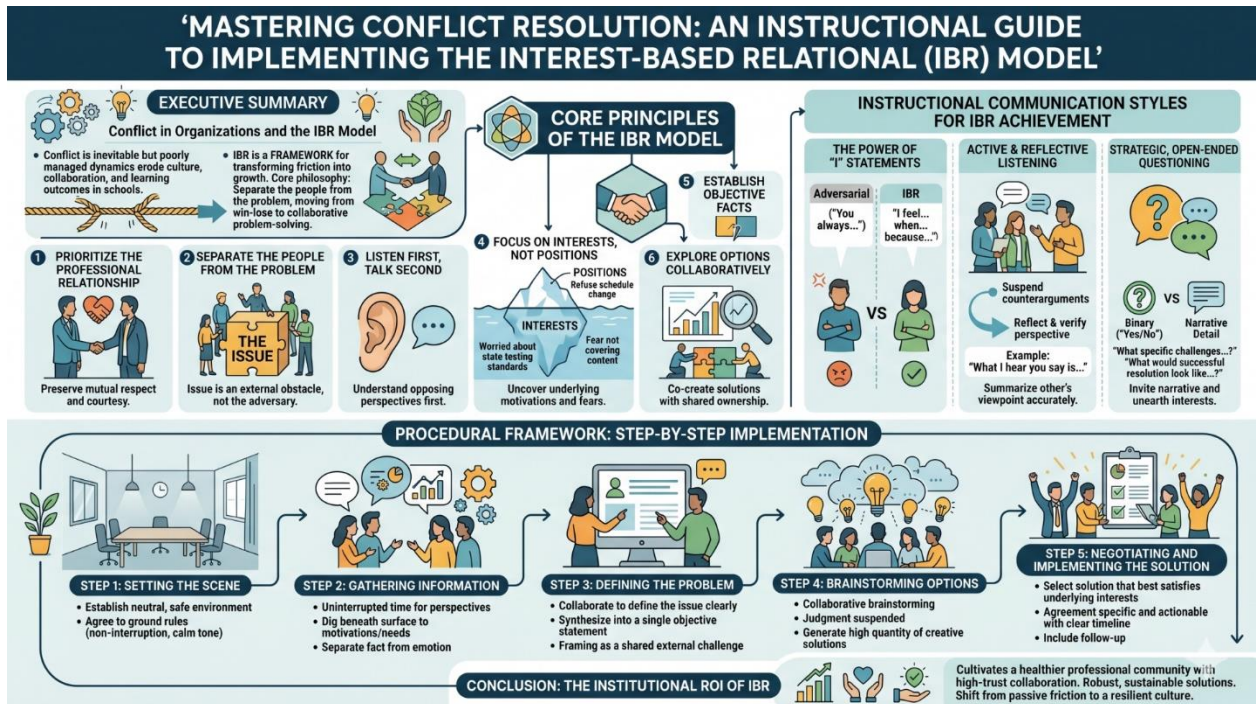 'MASTERING CONFLICT RESOLUTION: AN INSTRUCTIONAL GUIDE
TO IMPLEMENTING THE INTEREST-BASED RELATIONAL (IBR) MODEL'
EXECUTIVE SUMMARY
Conflict in Organizations and the IBR Model
• Conflict is inevitable but poorly
managed dynamics erode culture,
collaboration, and learning
outcomes in schools.
• IBR is a FRAMEWORK for
transforming friction into
growth. Core philosophy:
Separate the people from
the problem, moving from
win-lose to collaborative
problem-solving.
CORE PRINCIPLES
OF THE IBR MODEL
1 PRIORITIZE THE
PROFESSIONAL
RELATIONSHIP
Preserve mutual respect
and courtesy.
2 SEPARATE THE PEOPLE
FROM THE PROBLEM
THE
ISSUE
Issue is an external obstacle,
not the adversary.
3 LISTEN FIRST,
TALK SECOND
Understand opposing
perspectives first.
4 FOCUS ON INTERESTS,
NOT POSITIONS
POSITIONS
Refuse schedule
change
INTERESTS
Worried about
state testing
standards
Fear not
covering
content
Uncover underlying
motivations and fears.
5 ESTABLISH
OBJECTIVE
FACTS
6 EXPLORE OPTIONS
COLLABORATIVELY
Co-create solutions
with shared ownership.
INSTRUCTIONAL COMMUNICATION STYLES
FOR IBR ACHIEVEMENT
THE POWER OF
"I" STATEMENTS
Adversarial
("You
always...")
IBR
"I feel...
when...
because...")
VS
ACTIVE & REFLECTIVE
LISTENING
Suspend
counterarguments
Reflect & verify
perspective
Example:
"What I hear you say is..."
Summarize other's
viewpoint accurately.
STRATEGIC, OPEN-ENDED
QUESTIONING
?
?
VS
Binary
("Yes/No")
Narrative
Detail
"What specific challenges...?"
"What would successful
resolution look like...?"
Invite narrative and
unearth interests.
PROCEDURAL FRAMEWORK: STEP-BY-STEP IMPLEMENTATION
STEP 1: SETTING THE SCENE
• Establish neutral, safe environment
• Agree to ground rules
(non-interruption, calm tone)
STEP 2: GATHERING INFORMATION
• Uninterrupted time for perspectives
• Dig beneath surface to
motivations/needs
• Separate fact from emotion
STEP 3: DEFINING THE PROBLEM
• Collaborate to define the issue clearly
• Synthesize into a single objective
statement
• Framing as a shared external challenge
STEP 4: BRAINSTORMING OPTIONS
• Collaborative brainstorming
• Judgment suspended
• Generate high quantity of creative
solutions
STEP 5: NEGOTIATING AND
IMPLEMENTING THE SOLUTION
• Select solution that best satisfies
underlying interests
• Agreement specific and actionable
with clear timeline
• Include follow-up
CONCLUSION: THE INSTITUTIONAL ROI OF IBR
Cultivates a healthier professional community with
high-trust collaboration. Robust, sustainable solutions.
Shift from passive friction to a resilient culture.